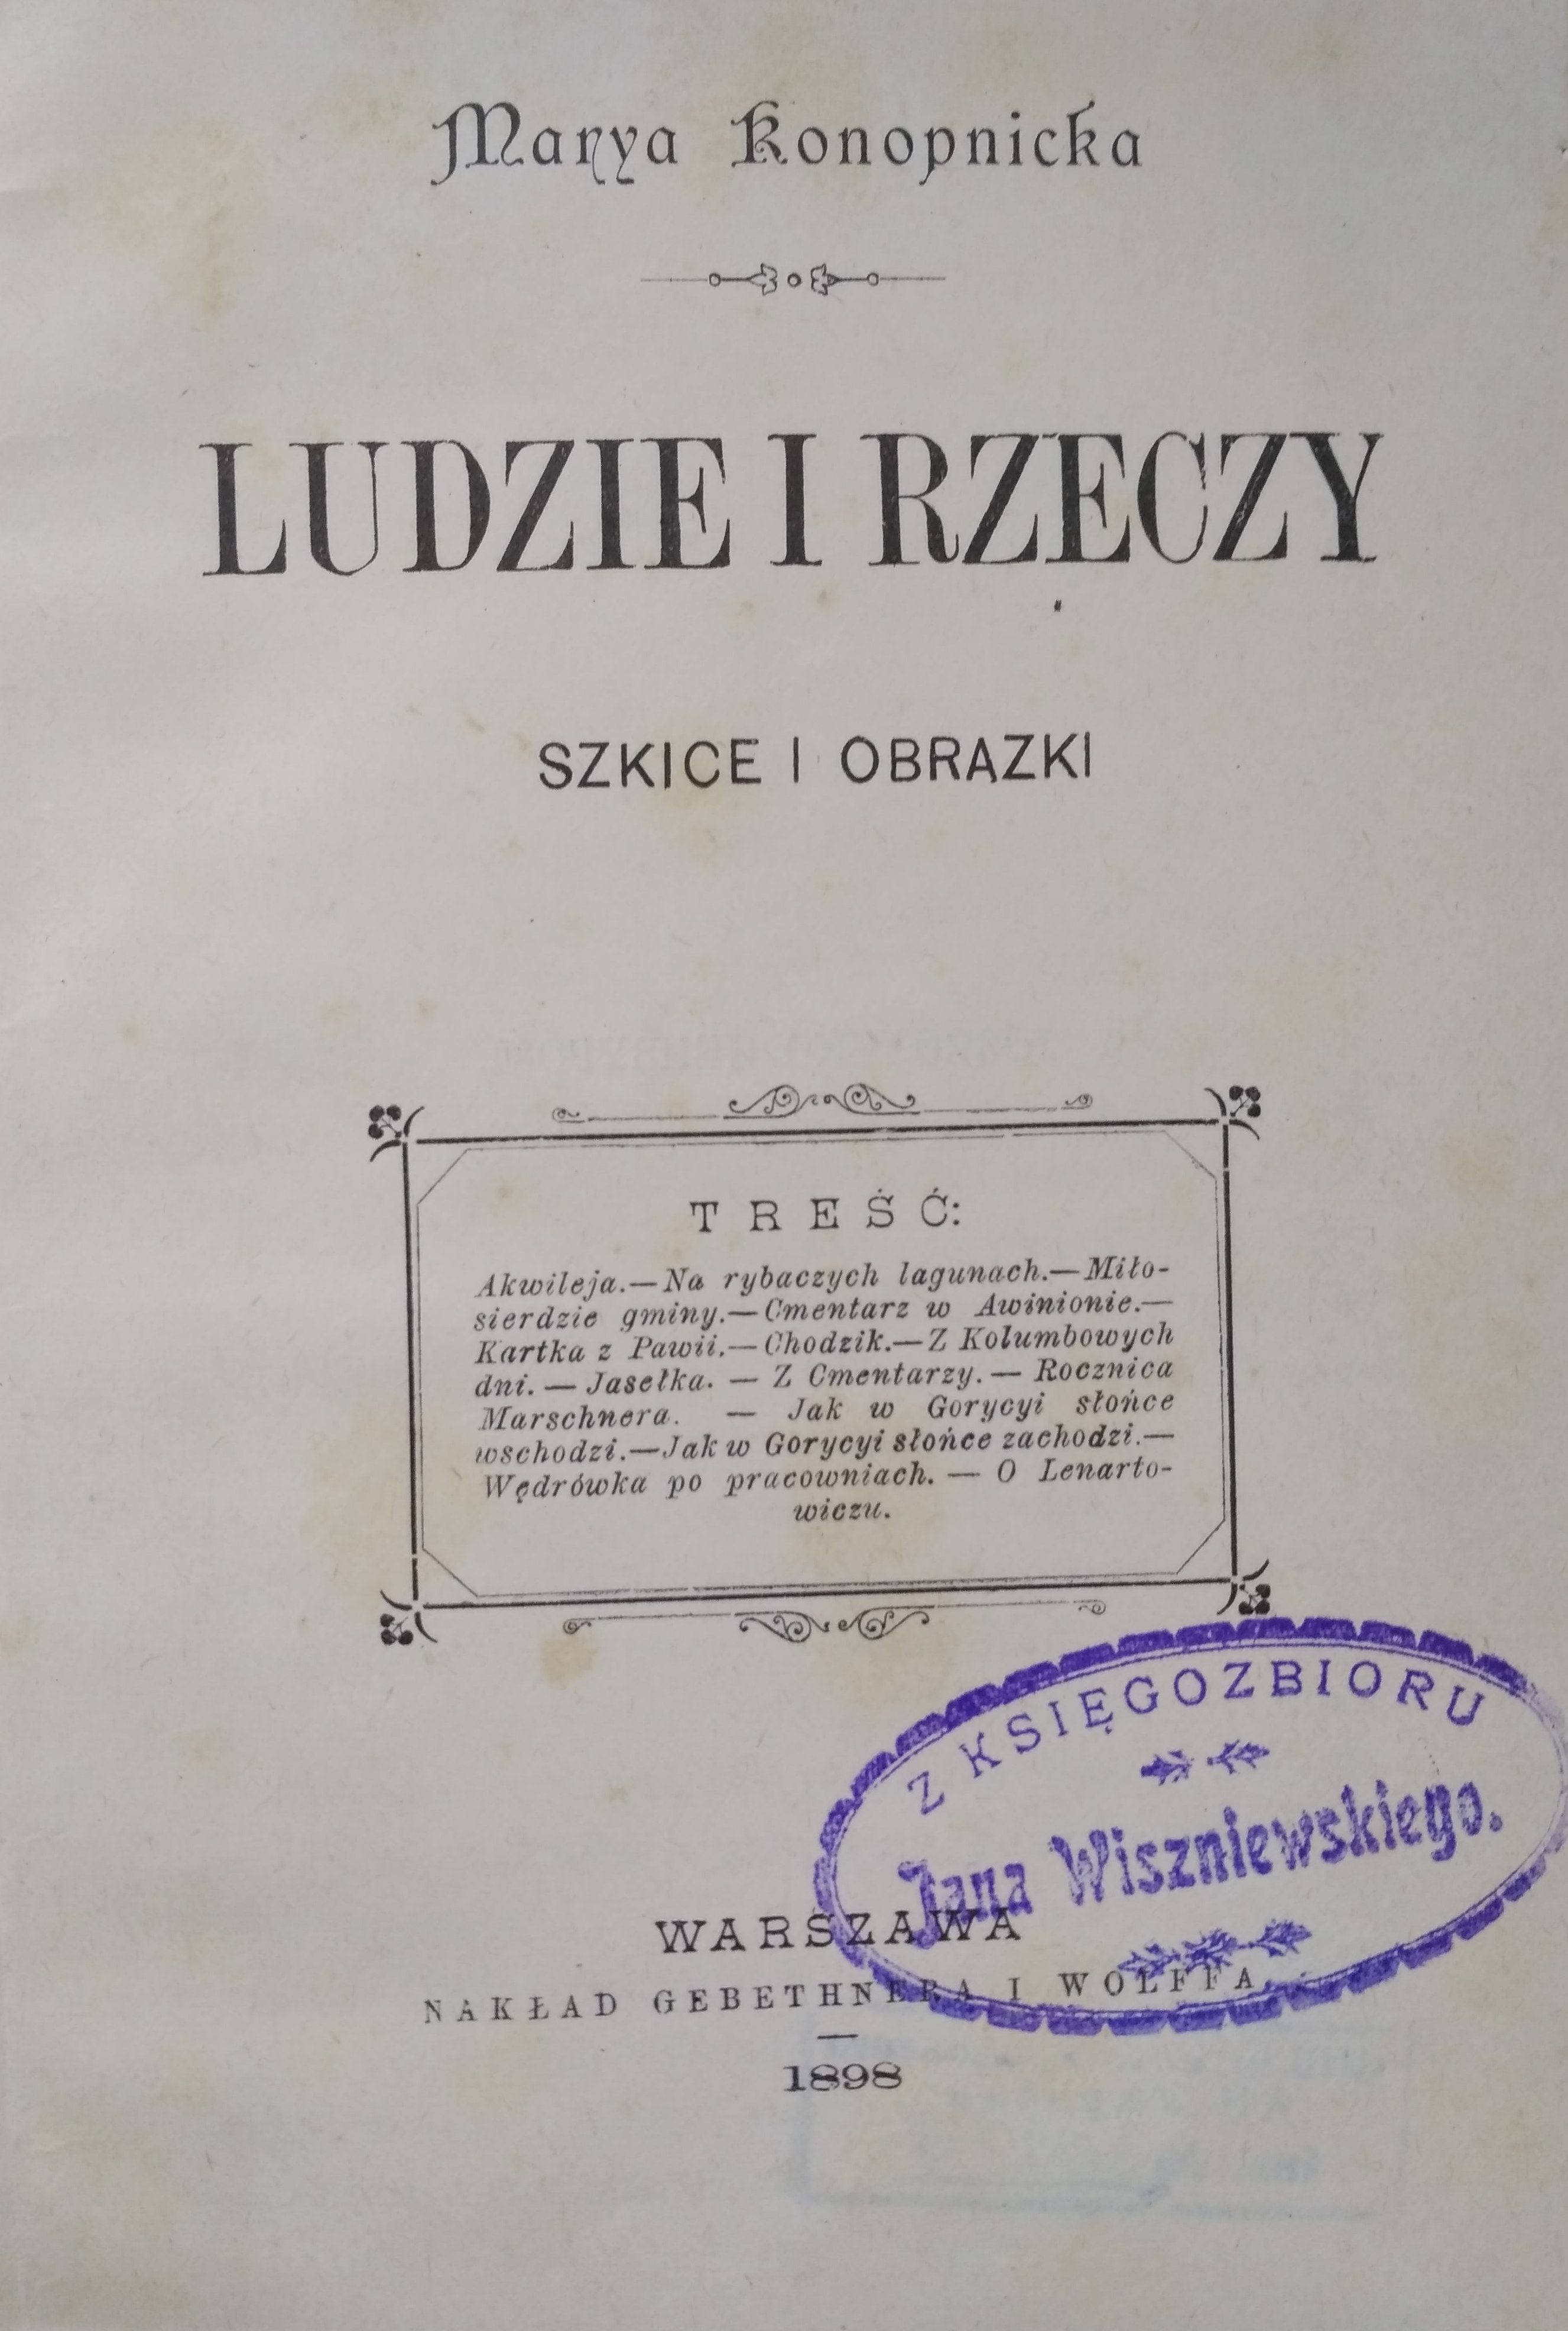 Marya Konopnicka
LUDZIE I RZECZY
SZKICE I OBRAZKI
TREŚĆ:
Akwileja.—Na rybaczych lagunach.—Miło-
sierdzie gminy.—Cmentarz w Awinionie.—
Kartka z Pawii.—Chodzik.—Z Kolumbowych
dni. — Jasełka. — Z Cmentarzy. — Rocznica
Marschnera. — Jak w Gorycyi słońce
wschodzi.—Jak w Gorycyi słońce zachodzi.—
Wędrówka po pracowniach. — O Lenarto-
wiczu.
Z KSIĘGOZBIORU
Jana Wiszniewskiego.
WARSZAWA
NAKŁAD GEBETHNERA I WOLFFA
1898